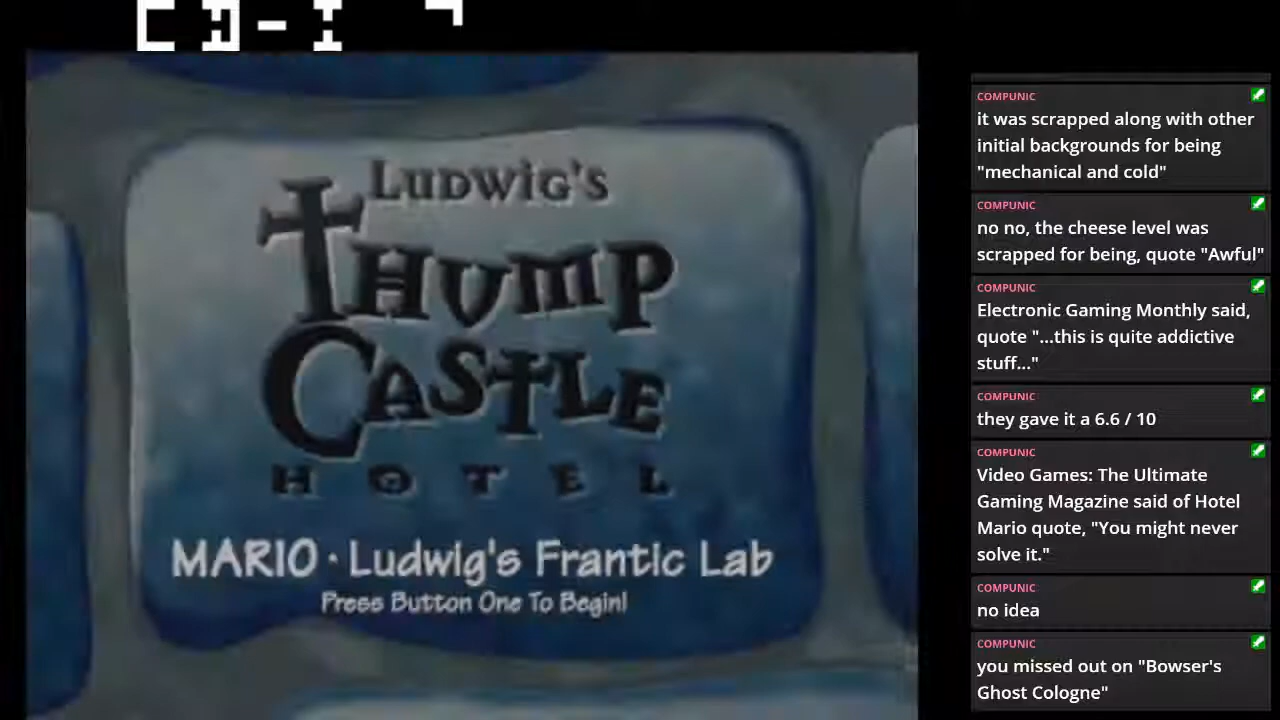 CD-I
LUDWIG'S
THUMP
CASTLE
HOTEL
MARIO · Ludwig's Frantic Lab
Press Button One To Begin!
COMPUNIC
it was scrapped along with other
initial backgrounds for being
"mechanical and cold"
COMPUNIC
no no, the cheese level was
scrapped for being, quote "Awful"
COMPUNIC
Electronic Gaming Monthly said,
quote "...this is quite addictive
stuff..."
COMPUNIC
they gave it a 6.6 / 10
COMPUNIC
Video Games: The Ultimate
Gaming Magazine said of Hotel
Mario quote, "You might never
solve it."
COMPUNIC
no idea
COMPUNIC
you missed out on "Bowser's
Ghost Cologne"